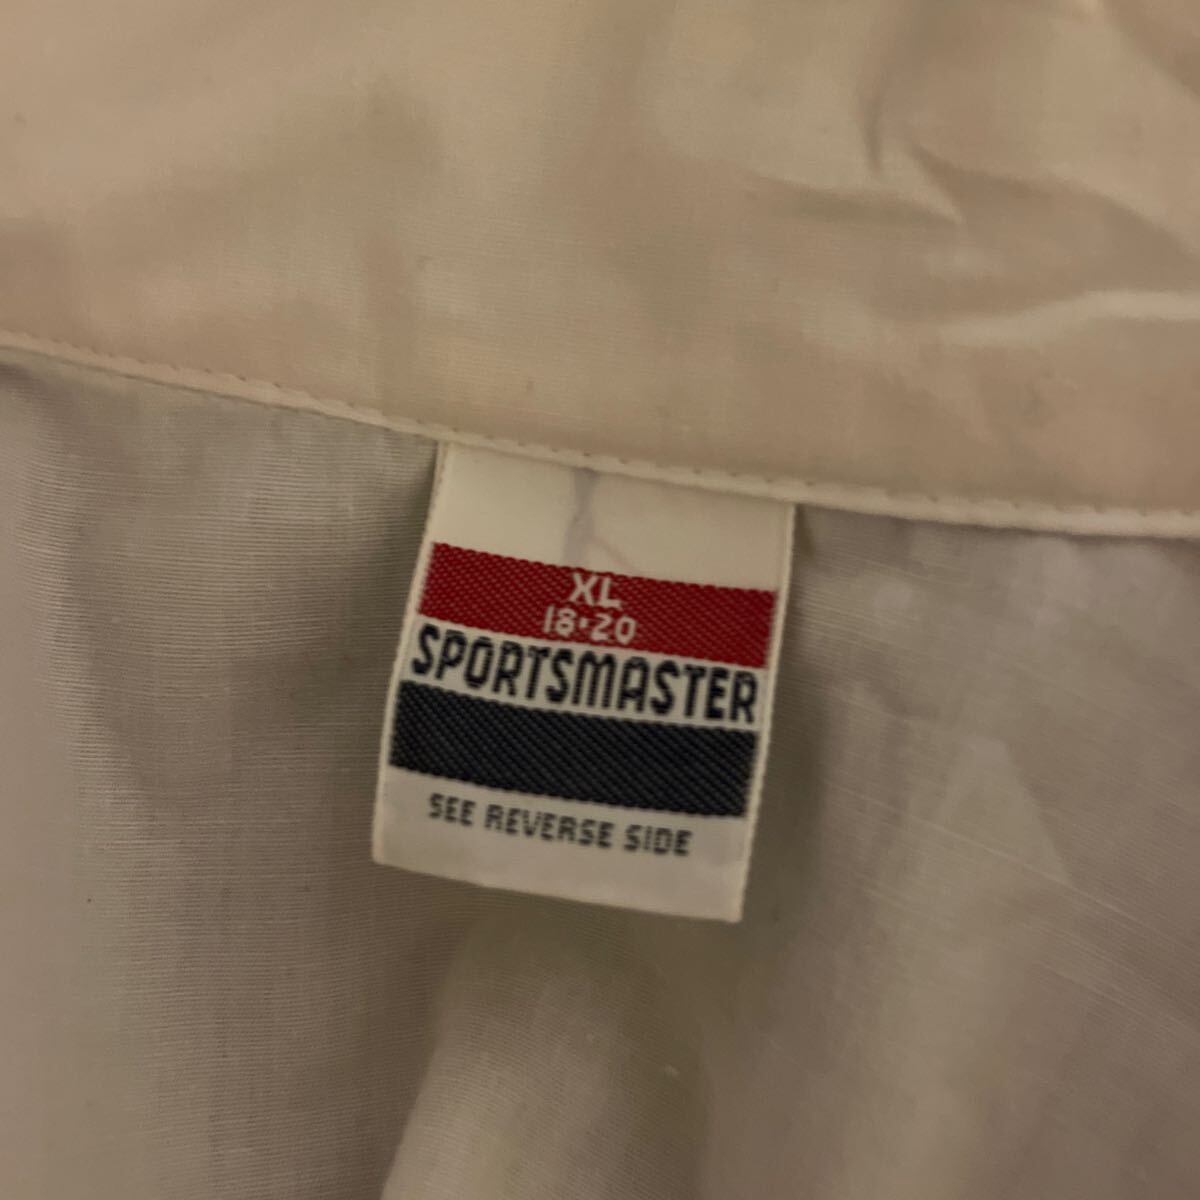 XL
18•20
SPORTSMASTER
SEE REVERSE SIDE